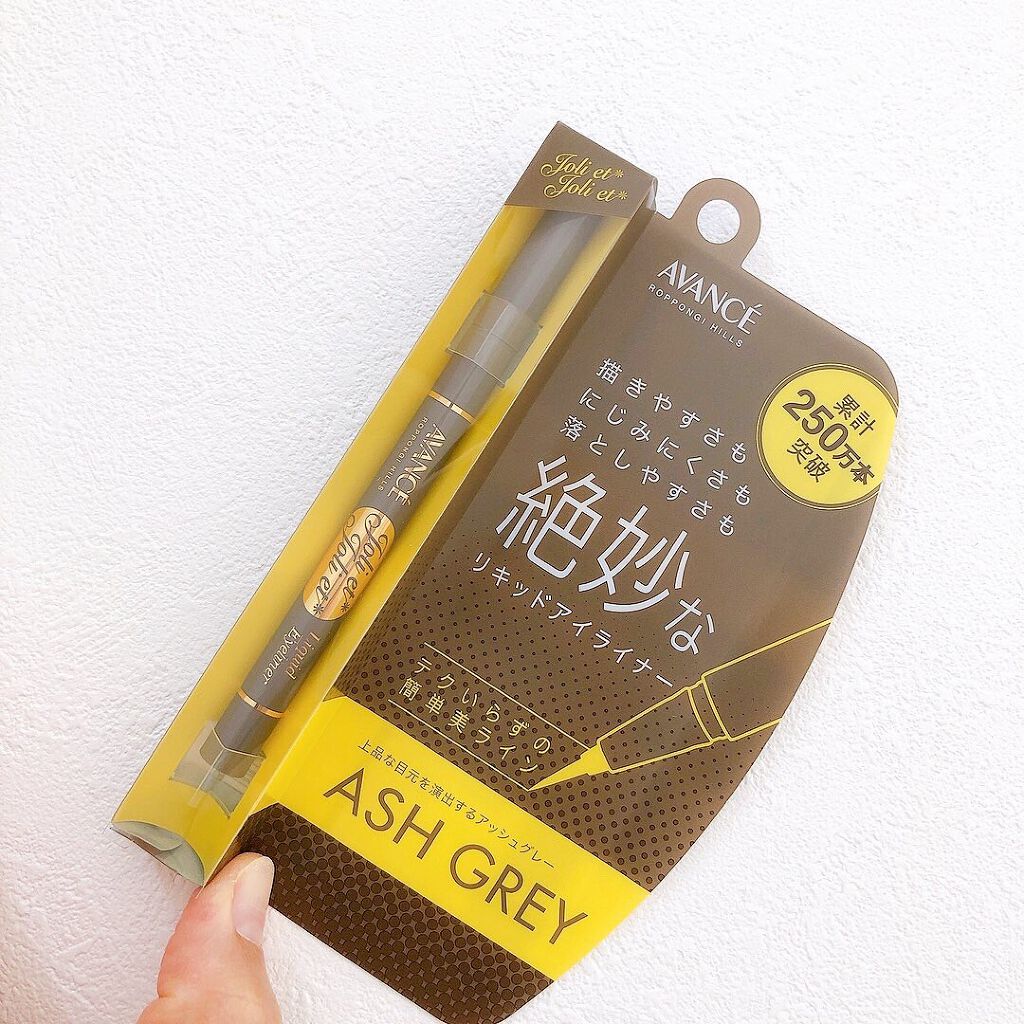 Joli et*
Joli et*
AVANCÉ
ROPPONGI HILLS
累計
250万本
突破
描きやすさも
にじみにくさも
落としやすさも
絶妙な
リキッドアイライナー
テクいらずの
簡単美ライン
上品な目元を演出するアッシュグレー
ASH GREY
AVANCÉ
ROPPONGI HILLS
Joli et*
Joli et*
Liquid
Eyeliner